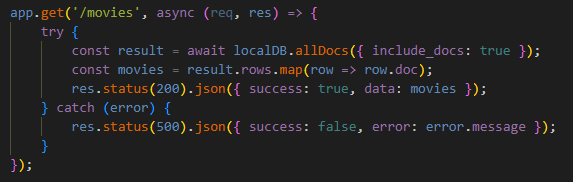 app.get('/movies', async (req, res) => {
    try {
        const result = await localDB.allDocs({ include_docs: true });
        const movies = result.rows.map(row => row.doc);
        res.status(200).json({ success: true, data: movies });
    } catch (error) {
        res.status(500).json({ success: false, error: error.message });
    }
});